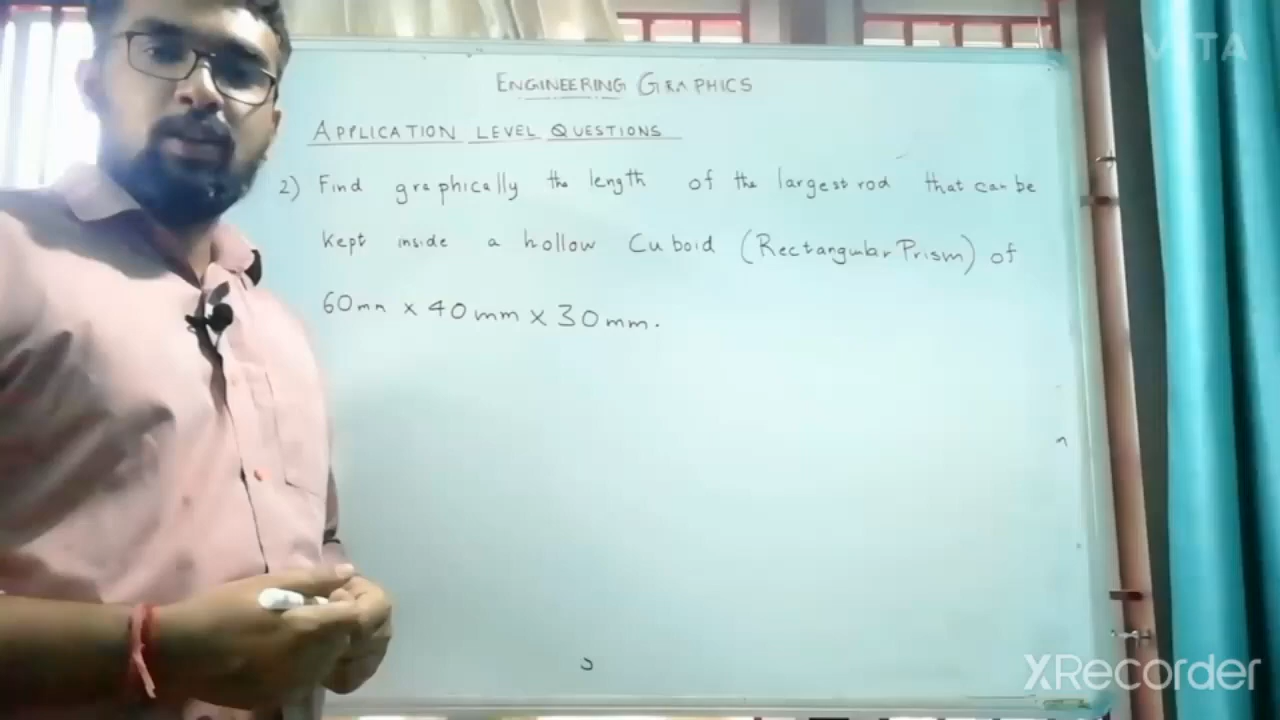 VITA
ENGINEERING GRAPHICS
APPLICATION LEVEL QUESTIONS
2) Find graphically the length of the largest rod that can be
kept inside a hollow Cuboid (Rectangular Prism) of
60mm x 40mm x 30mm.
XRecorder